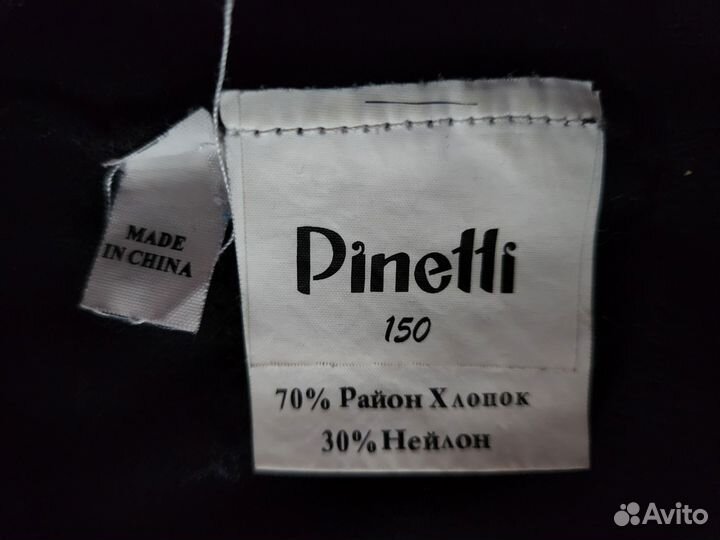 MADE
IN CHINA
Pinetti
150
70% Район Хлопок
30% Нейлон
Avito